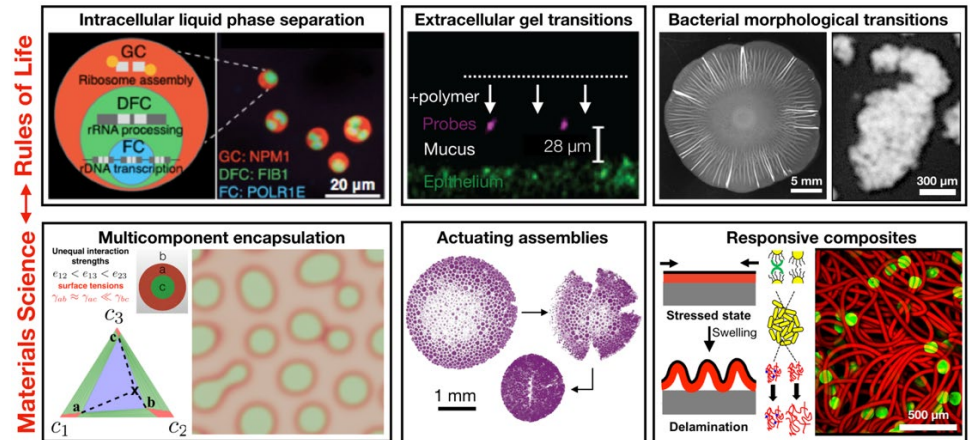 Materials Science ↔ Rules of Life
Intracellular liquid phase separation
GC
Ribosome assembly
DFC
rRNA processing
FC
rDNA transcription
GC: NPM1
DFC: FIB1
FC: POLR1E
20 μm
Extracellular gel transitions
+polymer
Probes
Mucus
28 μm
Epithelium
Bacterial morphological transitions
5 mm
300 μm
Multicomponent encapsulation
Unequal interaction
strengths
e12 < e13 < e23
surface tensions
γab ≈ γac ≪ γbc
b
a
c
c3
c
x
a
b
c1
c2
Actuating assemblies
1 mm
Responsive composites
Stressed state
Swelling
Delamination
500 μm